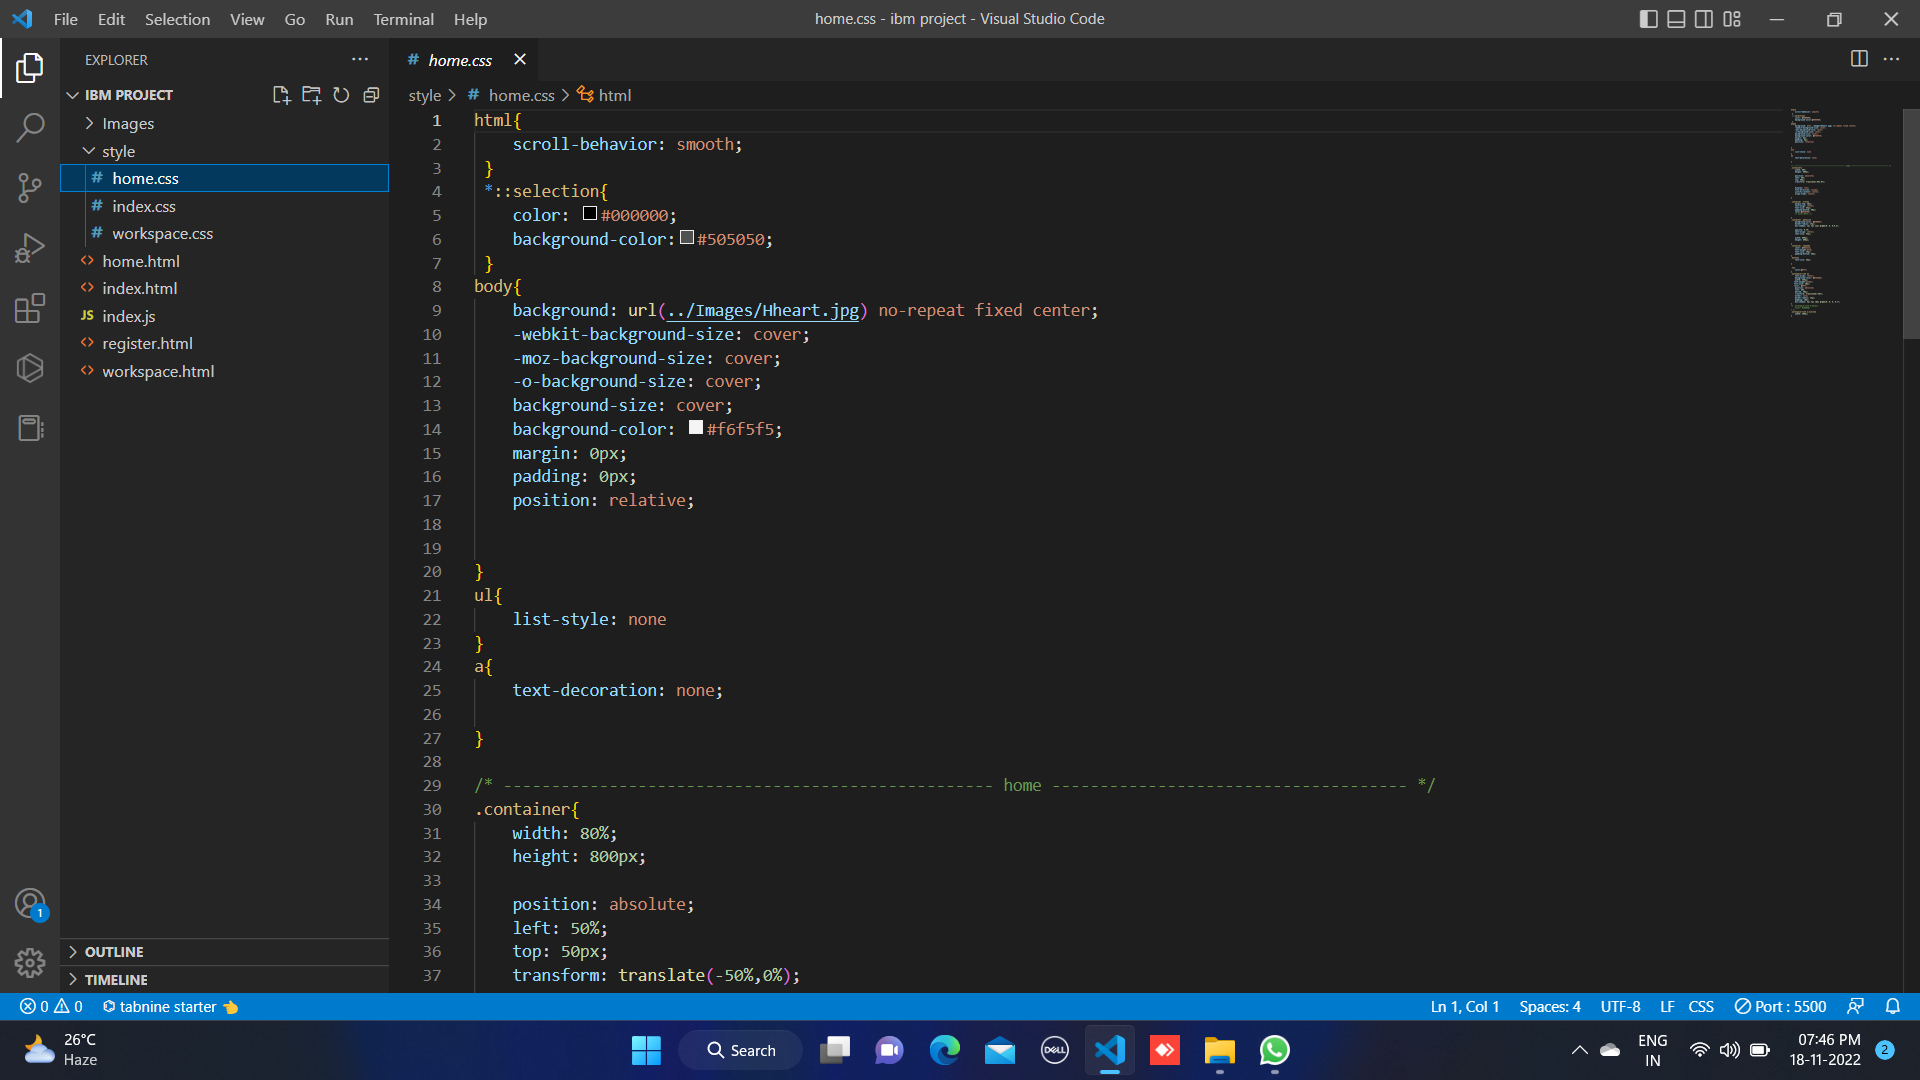 File Edit Selection View Go Run Terminal Help
home.css - ibm project - Visual Studio Code
EXPLORER
IBM PROJECT
Images
style
# home.css
# index.css
# workspace.css
<> home.html
<> index.html
JS index.js
<> register.html
<> workspace.html
OUTLINE
TIMELINE
1
# home.css
style > # home.css > html
1 html{
2 scroll-behavior: smooth;
3 }
4 *::selection{
5 color: #000000;
6 background-color: #505050;
7 }
8 body{
9 background: url(../Images/Hheart.jpg) no-repeat fixed center;
10 -webkit-background-size: cover;
11 -moz-background-size: cover;
12 -o-background-size: cover;
13 background-size: cover;
14 background-color: #f6f5f5;
15 margin: 0px;
16 padding: 0px;
17 position: relative;
18
19
20 }
21 ul{
22 list-style: none
23 }
24 a{
25 text-decoration: none;
26
27 }
28
29 /* --------------------------------------------------- home ------------------------------------- */
30 .container{
31 width: 80%;
32 height: 800px;
33
34 position: absolute;
35 left: 50%;
36 top: 50px;
37 transform: translate(-50%,0%);
0 0 tabnine starter
Ln 1, Col 1 Spaces: 4 UTF-8 LF CSS Port : 5500
26°C
Haze
Search
DELL
ENG
IN
07:46 PM
18-11-2022
2